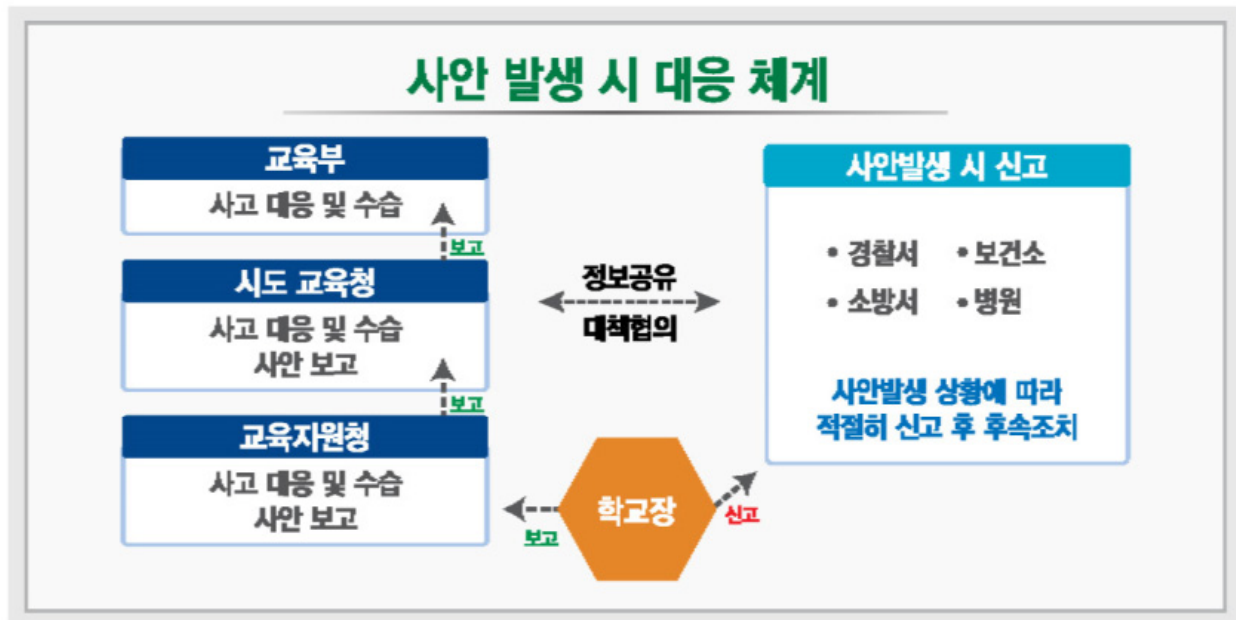 사안 발생 시 대응 체계
교육부
사고 대응 및 수습
보고
시도 교육청
사고 대응 및 수습
사안 보고
보고
교육지원청
사고 대응 및 수습
사안 보고
정보공유
대책협의
학교장
보고
신고
사안발생 시 신고
• 경찰서 • 보건소
• 소방서 • 병원
사안발생 상황에 따라
적절히 신고 후 후속조치